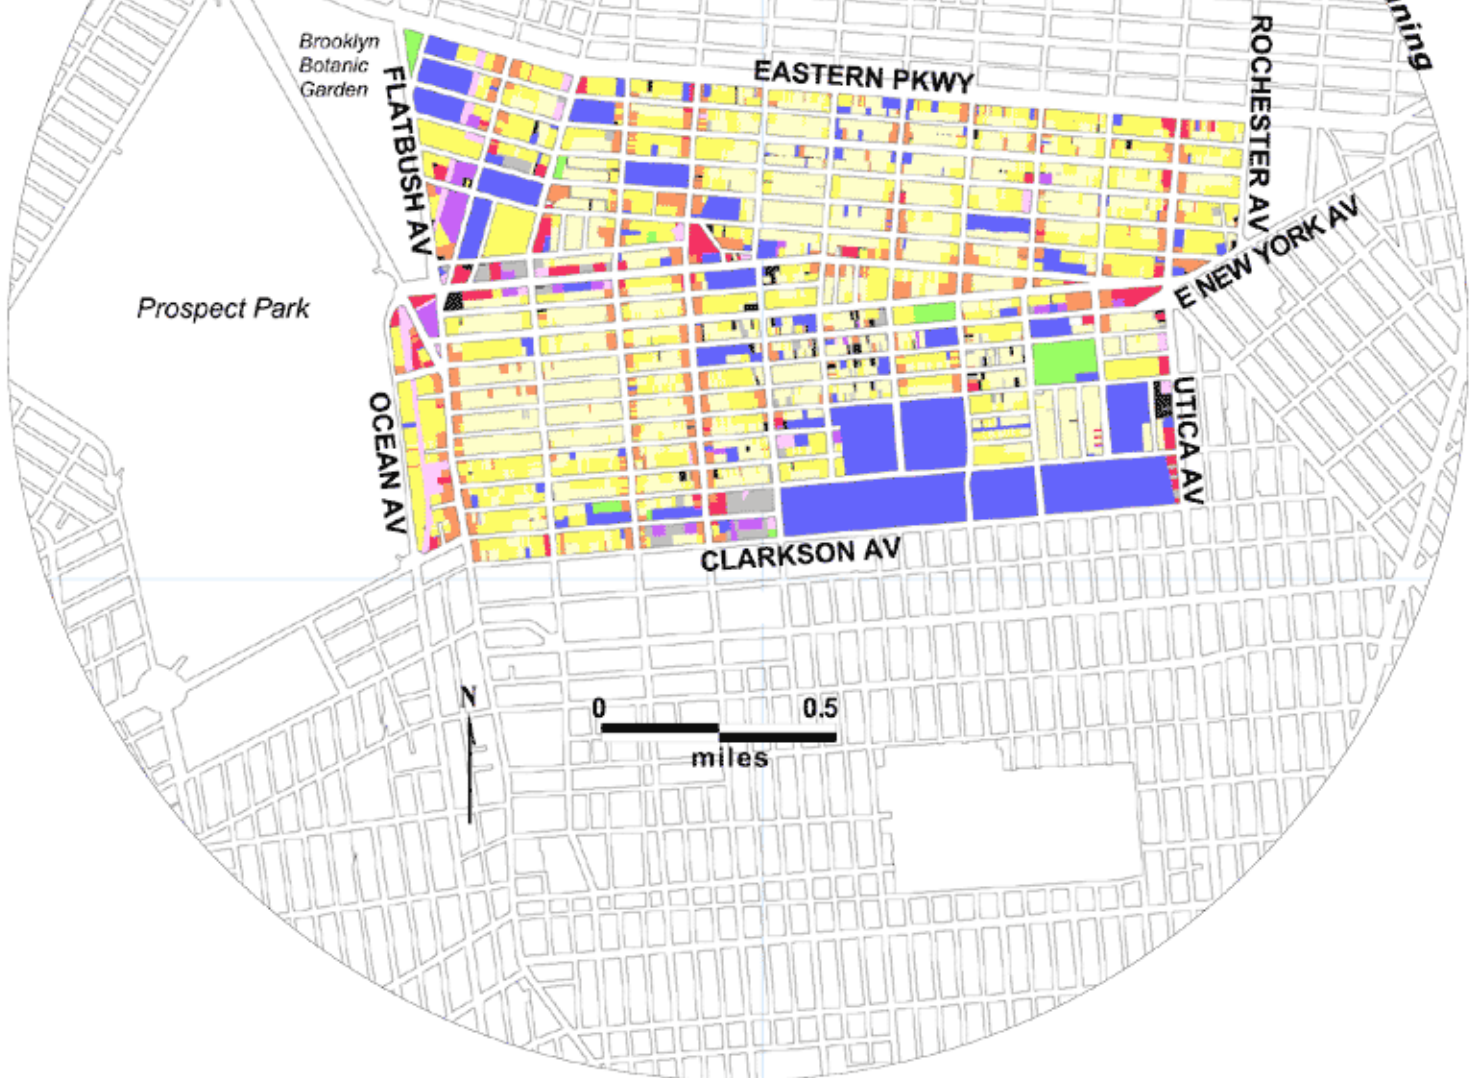 Brooklyn
Botanic
Garden
FLATBUSH AV
EASTERN PKWY
ROCHESTER AV
E NEW YORK AV
Prospect Park
OCEAN AV
UTICA AV
CLARKSON AV
N
0 0.5
miles